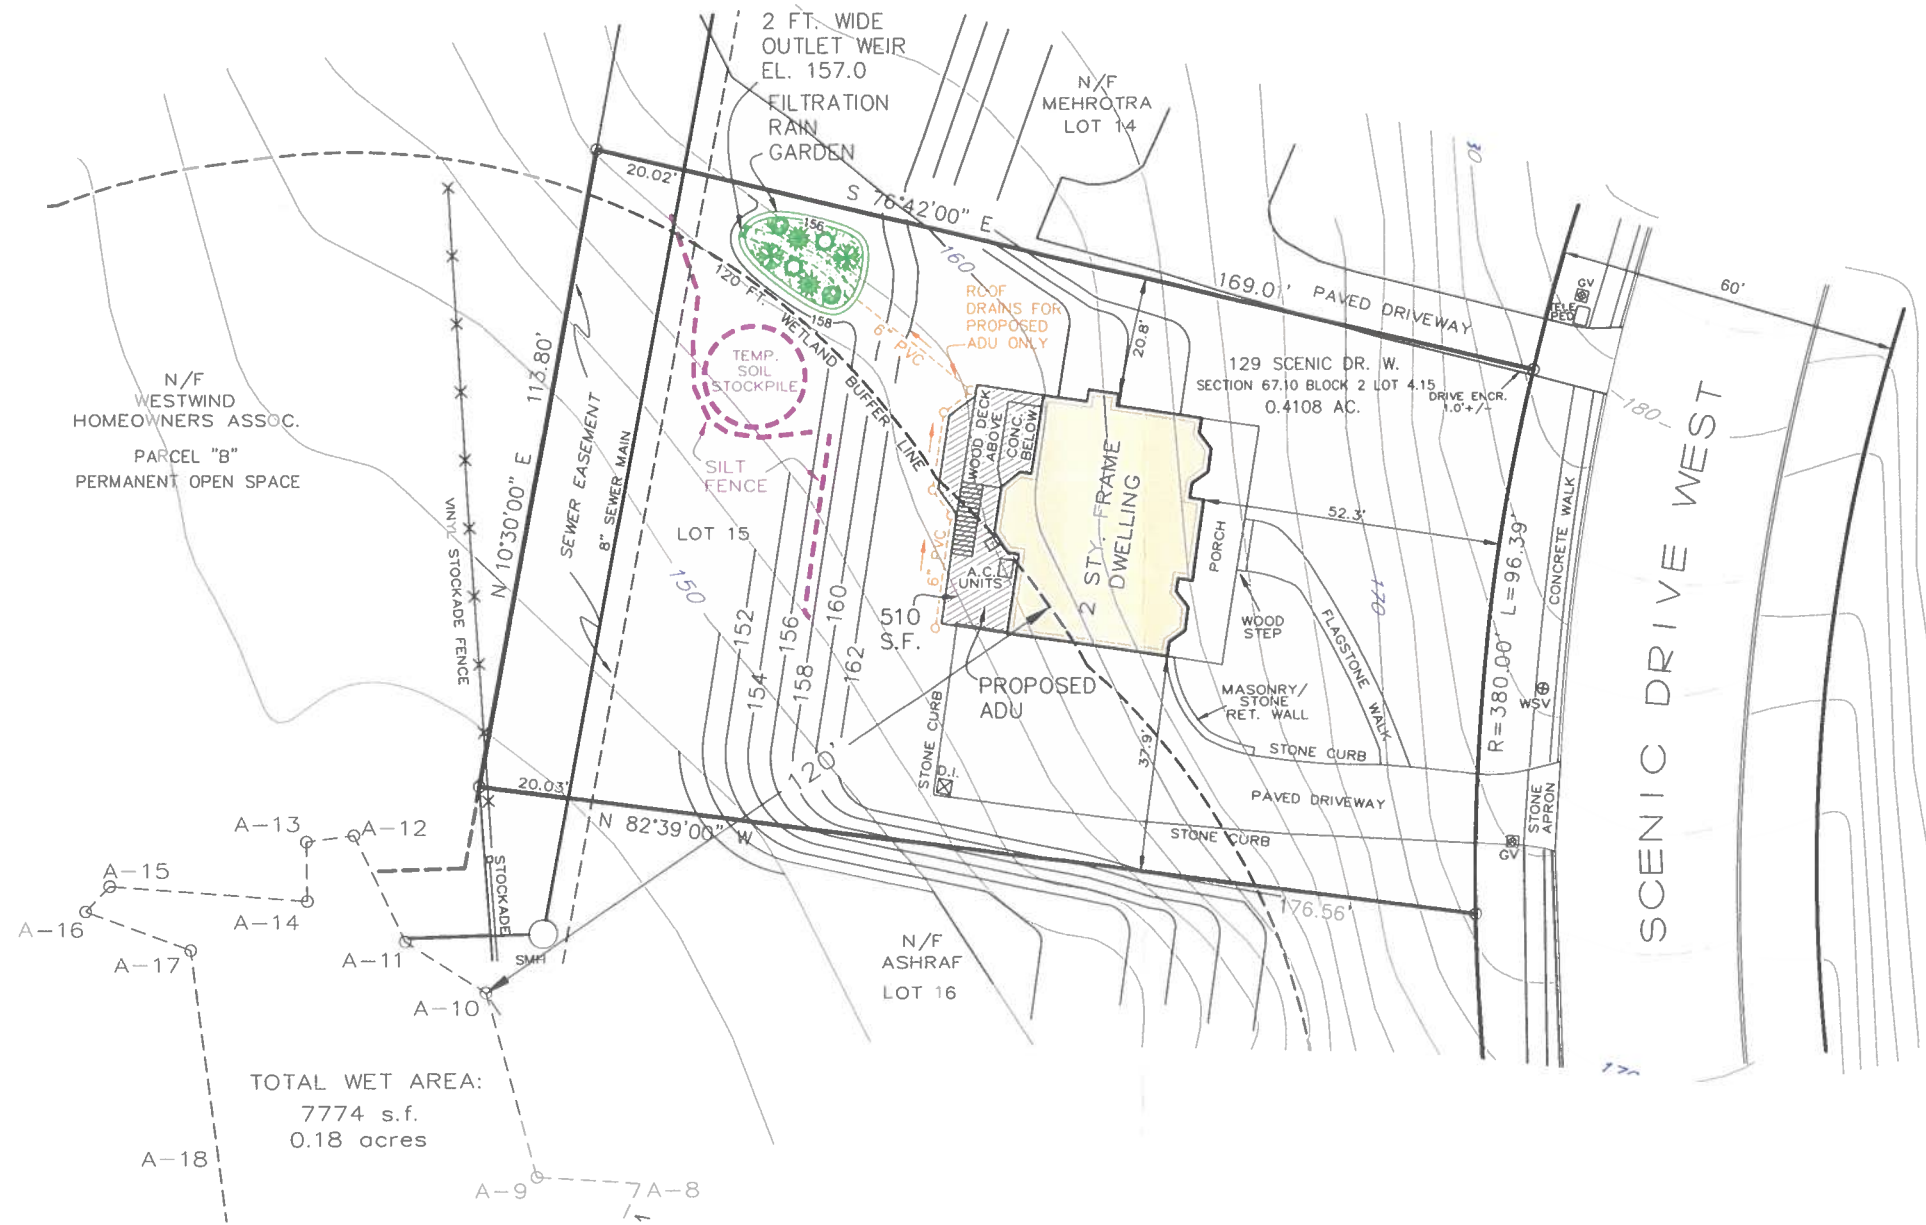 2 FT. WIDE
OUTLET WEIR
EL. 157.0
FILTRATION
RAIN
GARDEN
N/F
MEHROTRA
LOT 14
30
20.02'
S 76°42'00" E
169.01'
PAVED DRIVEWAY
60'
GV
TELE
PED
156
158
160
120 FT. WETLAND BUFFER LINE
ROOF
DRAINS FOR
PROPOSED
ADU ONLY
6" PVC
20.8'
129 SCENIC DR. W.
SECTION 67.10 BLOCK 2 LOT 4.15
0.4108 AC.
DRIVE ENCR.
1.0'+/-
180
TEMP.
SOIL
STOCKPILE
SILT
FENCE
N/F
WESTWIND
HOMEOWNERS ASSOC.
PARCEL "B"
PERMANENT OPEN SPACE
113.80'
N 10°30'00" E
VINYL STOCKADE FENCE
SEWER EASEMENT
8" SEWER MAIN
LOT 15
150
152
154
156
158
160
162
WOOD DECK
ABOVE
CONC.
BELOW
2 STY. FRAME
DWELLING
A.C.
UNITS
6" PVC
510
S.F.
PROPOSED
ADU
PORCH
52.3'
WOOD
STEP
FLAGSTONE
WALK
170
CONCRETE WALK
R=380.00' L=96.39'
WSV
SCENIC DRIVE WEST
MASONRY/
STONE
RET. WALL
STONE CURB
STONE CURB
D.I.
37.9'
PAVED DRIVEWAY
STONE CURB
STONE
APRON
GV
120'
20.03'
N 82°39'00" W
176.56'
N/F
ASHRAF
LOT 16
STOCKADE
SMH
A-13
A-12
A-15
A-14
A-16
A-17
A-11
A-10
TOTAL WET AREA:
7774 s.f.
0.18 acres
A-18
A-9
A-8